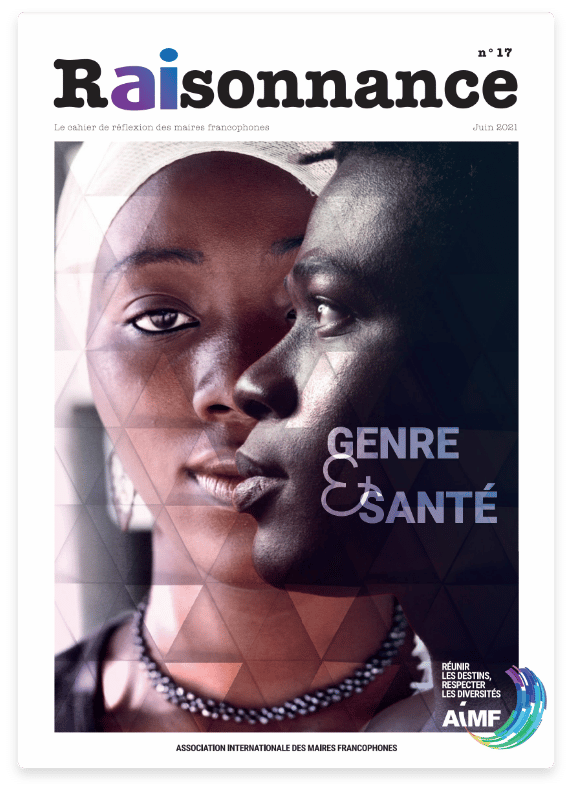 n°17
Raisonnance
Le cahier de réflexion des maires francophones
Juin 2021
GENRE
&
SANTÉ
RÉUNIR
LES DESTINS,
RESPECTER
LES DIVERSITÉS
AIMF
ASSOCIATION INTERNATIONALE DES MAIRES FRANCOPHONES